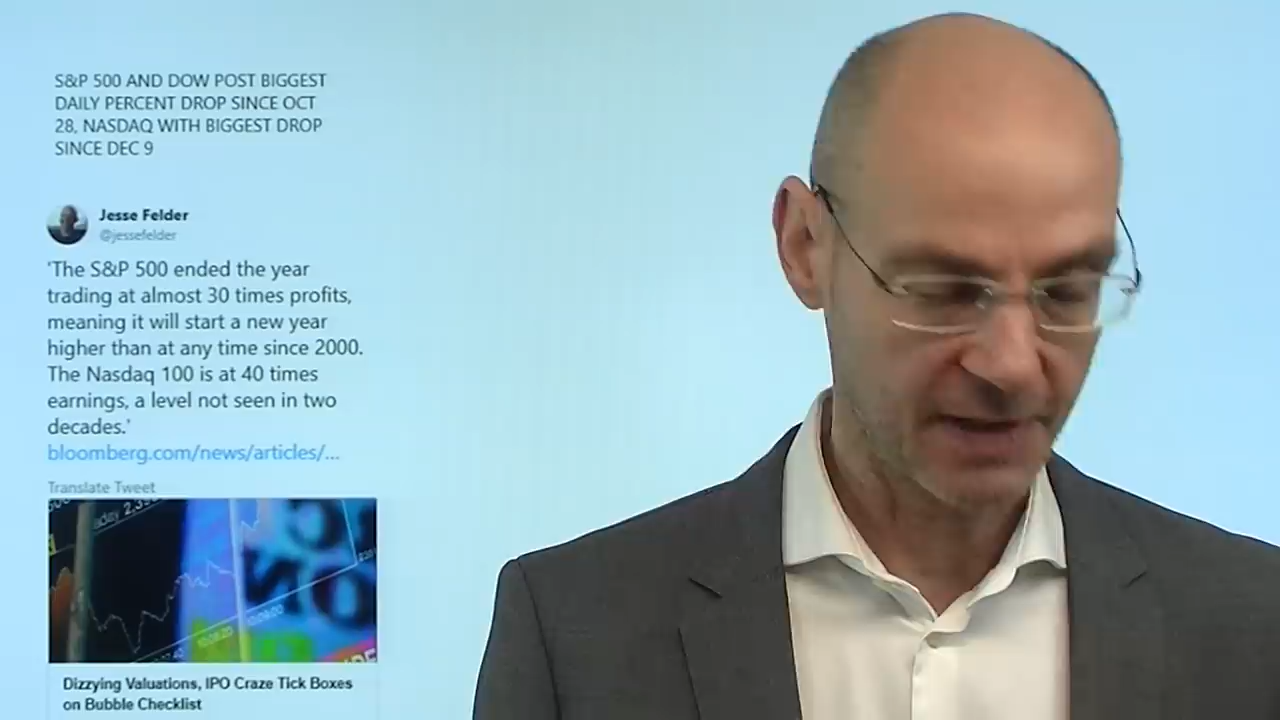 S&P 500 AND DOW POST BIGGEST
DAILY PERCENT DROP SINCE OCT
28, NASDAQ WITH BIGGEST DROP
SINCE DEC 9
Jesse Felder
@jessefelder
'The S&P 500 ended the year
trading at almost 30 times profits,
meaning it will start a new year
higher than at any time since 2000.
The Nasdaq 100 is at 40 times
earnings, a level not seen in two
decades.'
bloomberg.com/news/articles/...
Translate Tweet
Dizzying Valuations, IPO Craze Tick Boxes
on Bubble Checklist